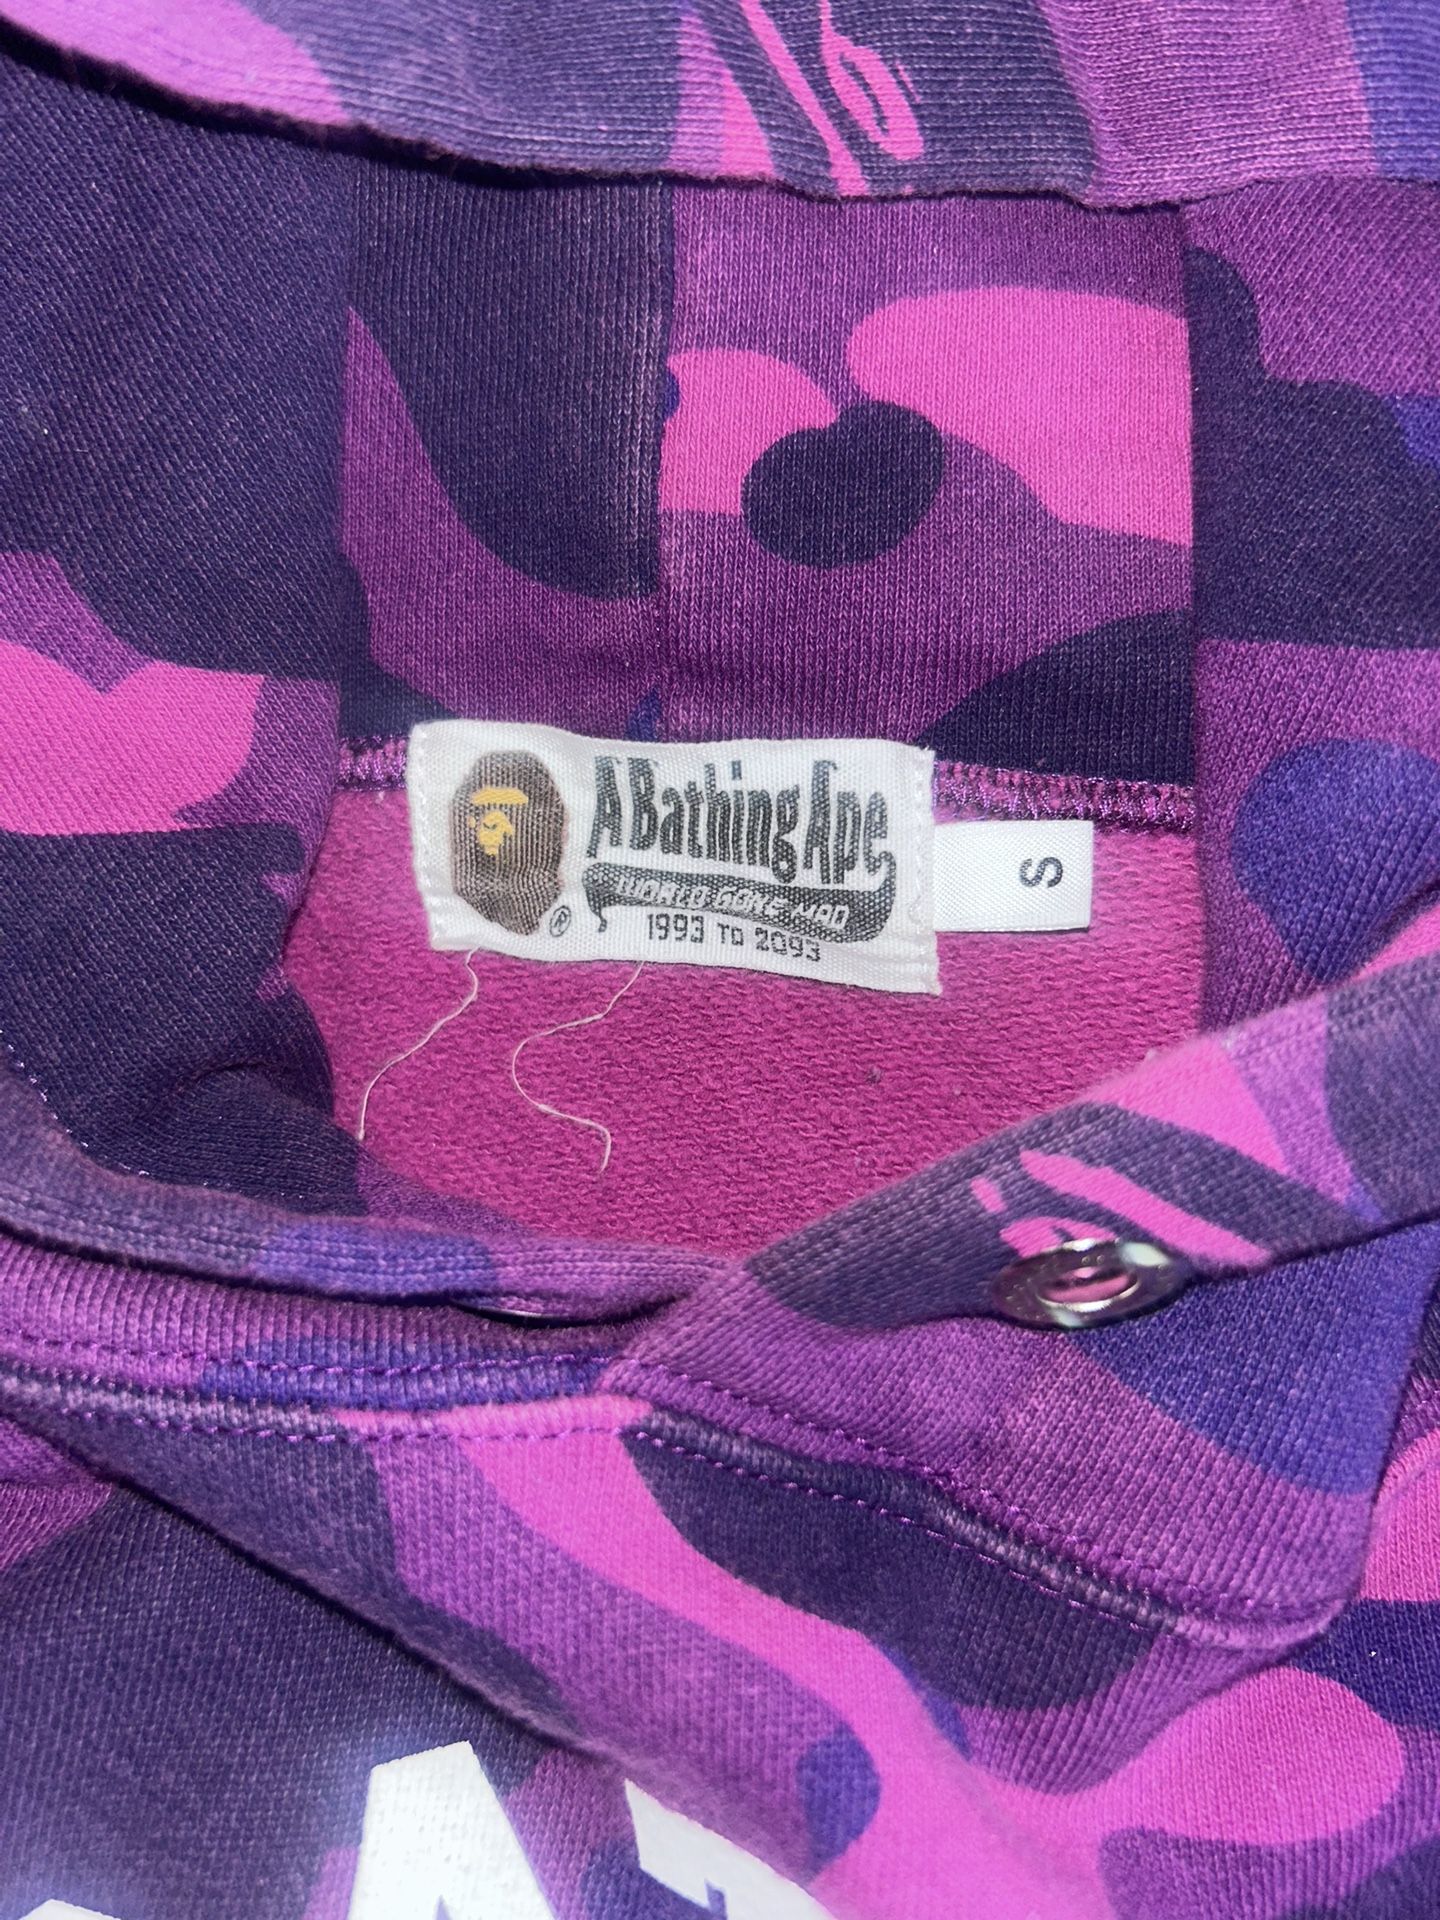 A Bathing Ape
WORLD GONE MAD
®
1993 TO 2093
S